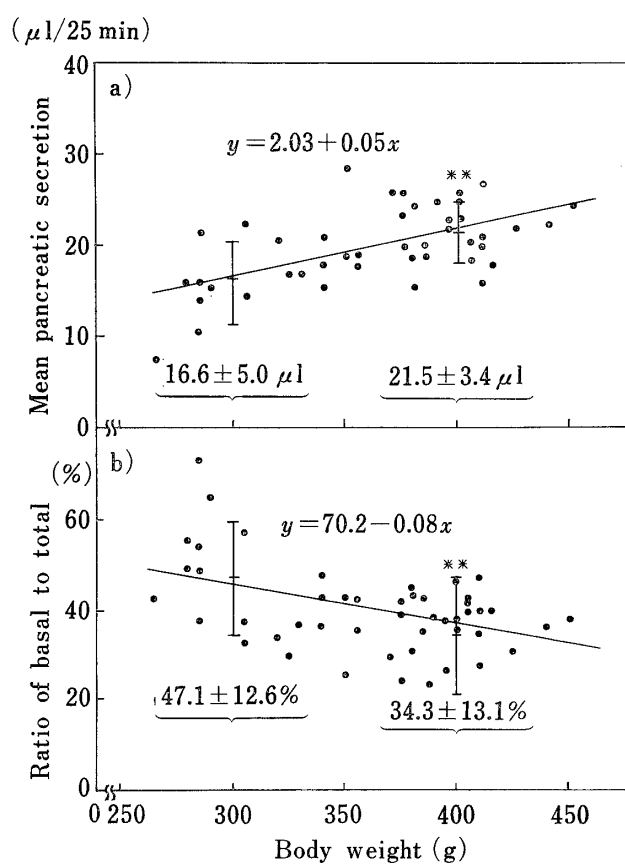 (μl/25 min)
Mean pancreatic secretion
40
30
20
10
0
a)
y=2.03+0.05x
**
16.6±5.0 μl
21.5±3.4 μl
Ratio of basal to total
(%)
60
40
20
0
b)
y=70.2−0.08x
**
47.1±12.6%
34.3±13.1%
0 250 300 350 400 450
Body weight (g)